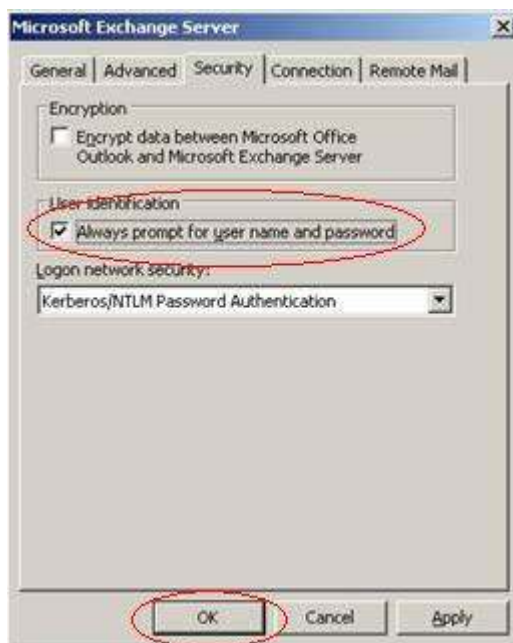 Microsoft Exchange Server
General
Advanced
Security
Connection
Remote Mail
Encryption
Encrypt data between Microsoft Office
Outlook and Microsoft Exchange Server
User identification
Always prompt for user name and password
Logon network security:
Kerberos/NTLM Password Authentication
OK
Cancel
Apply